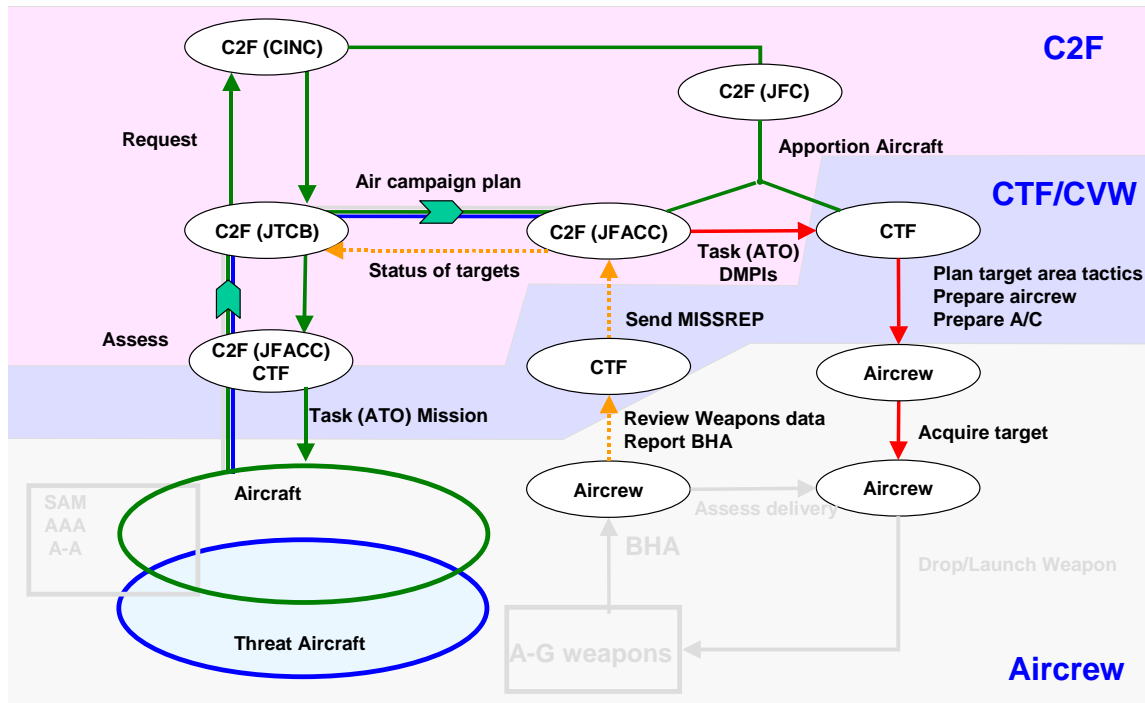 C2F (CINC)
C2F
C2F (JFC)
Request
Apportion Aircraft
Air campaign plan
CTF/CVW
C2F (JTCB)
C2F (JFACC)
CTF
Status of targets
Task (ATO)
DMPIs
Plan target area tactics
Prepare aircrew
Prepare A/C
Send MISSREP
Assess
C2F (JFACC)
CTF
CTF
Aircrew
Task (ATO) Mission
Review Weapons data
Report BHA
Acquire target
Aircraft
SAM
AAA
A-A
Aircrew
Assess delivery
Aircrew
BHA
Drop/Launch Weapon
Threat Aircraft
A-G weapons
Aircrew